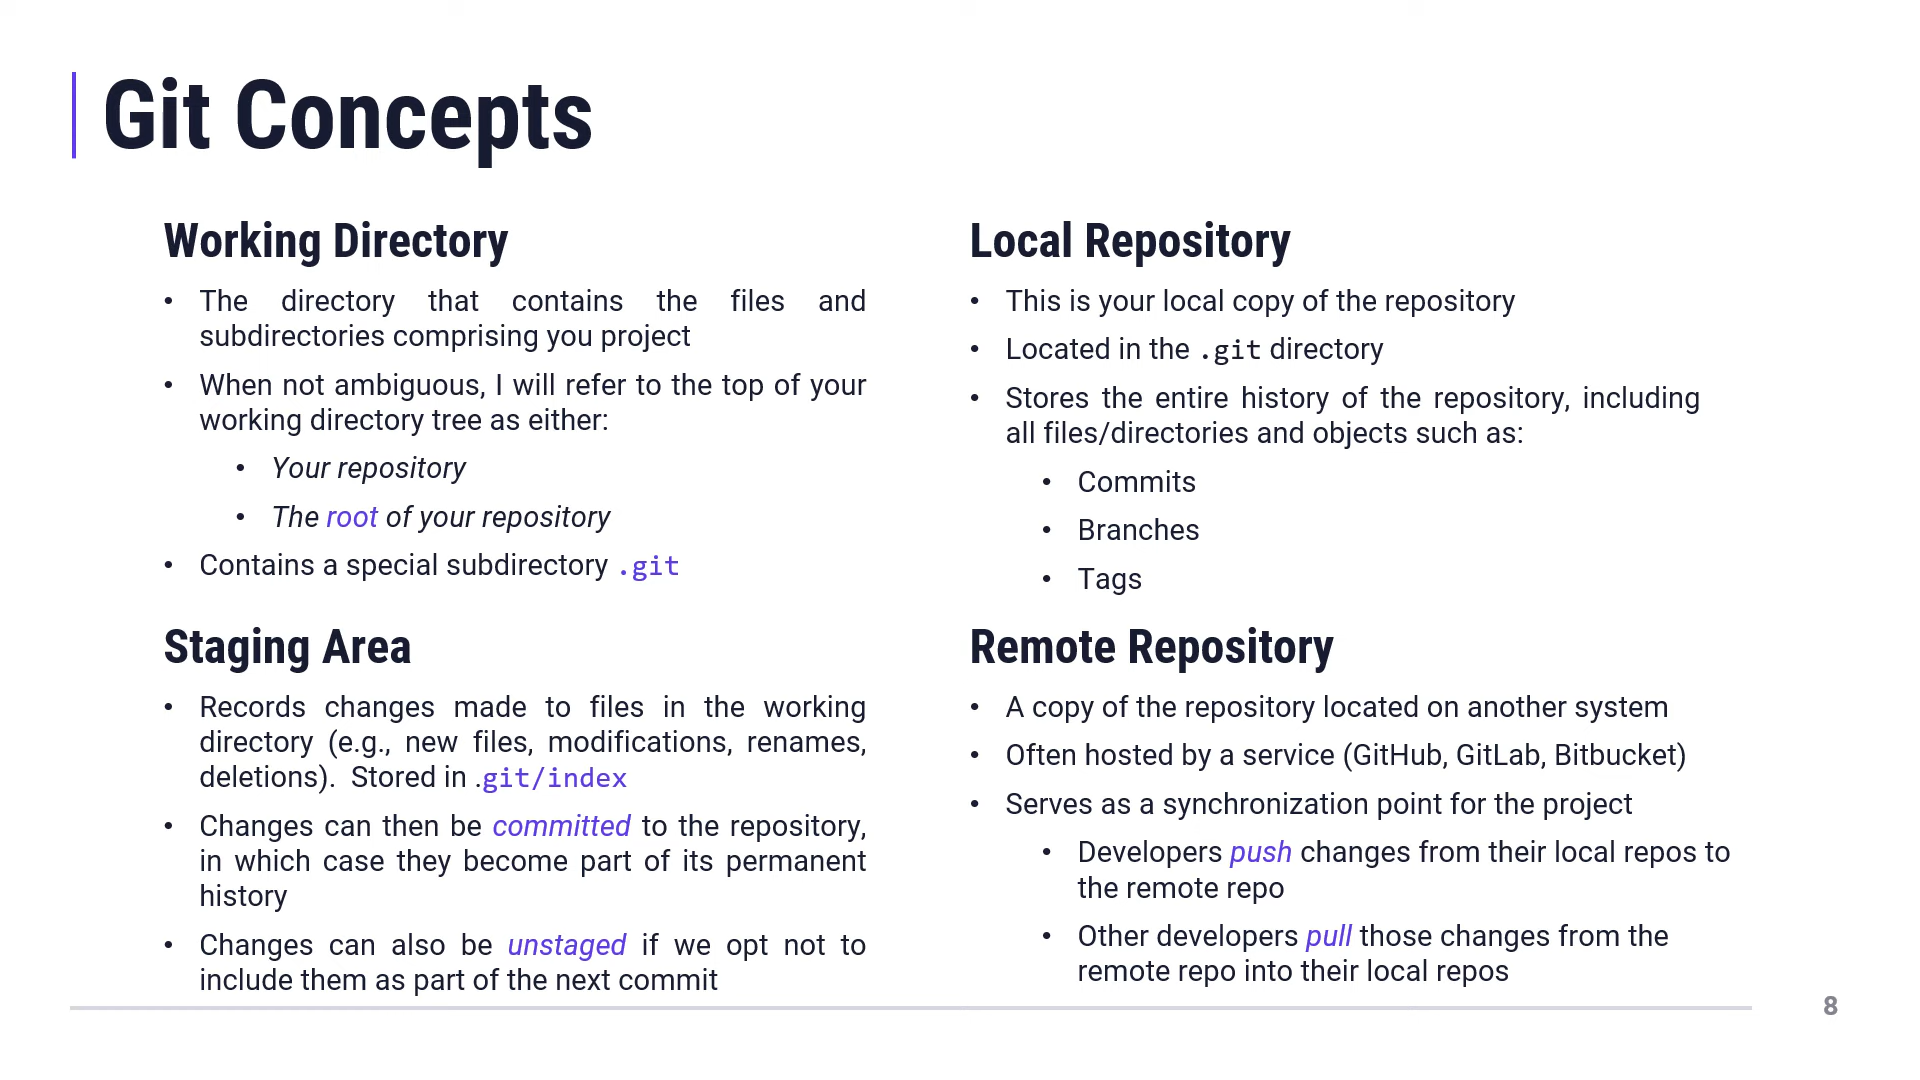 Git Concepts
Working Directory
• The directory that contains the files and
subdirectories comprising you project
• When not ambiguous, I will refer to the top of your
working directory tree as either:
• Your repository
• The root of your repository
• Contains a special subdirectory .git
Staging Area
• Records changes made to files in the working
directory (e.g., new files, modifications, renames,
deletions).  Stored in .git/index
• Changes can then be committed to the repository,
in which case they become part of its permanent
history
• Changes can also be unstaged if we opt not to
include them as part of the next commit
Local Repository
• This is your local copy of the repository
• Located in the .git directory
• Stores the entire history of the repository, including
all files/directories and objects such as:
• Commits
• Branches
• Tags
Remote Repository
• A copy of the repository located on another system
• Often hosted by a service (GitHub, GitLab, Bitbucket)
• Serves as a synchronization point for the project
• Developers push changes from their local repos to
the remote repo
• Other developers pull those changes from the
remote repo into their local repos
8